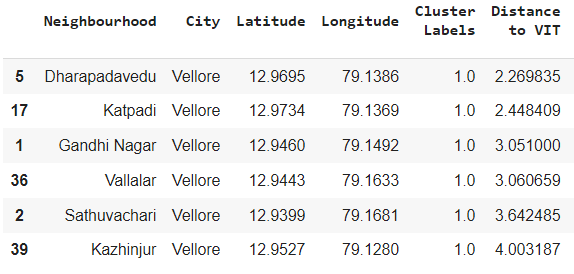 Neighbourhood City Latitude Longitude Cluster Labels Distance to VIT
5 Dharapadavedu Vellore 12.9695 79.1386 1.0 2.269835
17 Katpadi Vellore 12.9734 79.1369 1.0 2.448409
1 Gandhi Nagar Vellore 12.9460 79.1492 1.0 3.051000
36 Vallalar Vellore 12.9443 79.1633 1.0 3.060659
2 Sathuvachari Vellore 12.9399 79.1681 1.0 3.642485
39 Kazhinjur Vellore 12.9527 79.1280 1.0 4.003187